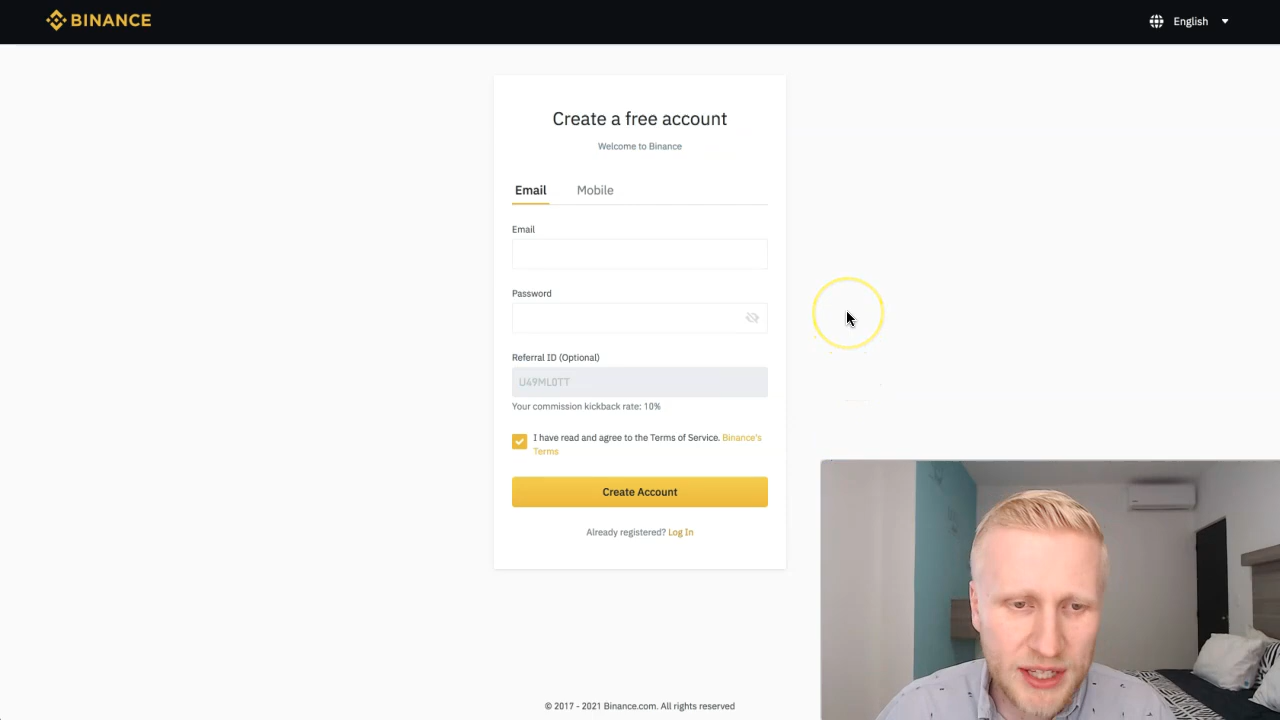 BINANCE
English
Create a free account
Welcome to Binance
Email
Mobile
Email
Password
Referral ID (Optional)
U49ML0TT
Your commission kickback rate: 10%
I have read and agree to the Terms of Service. Binance's
Terms
Create Account
Already registered? Log In
© 2017 - 2021 Binance.com. All rights reserved